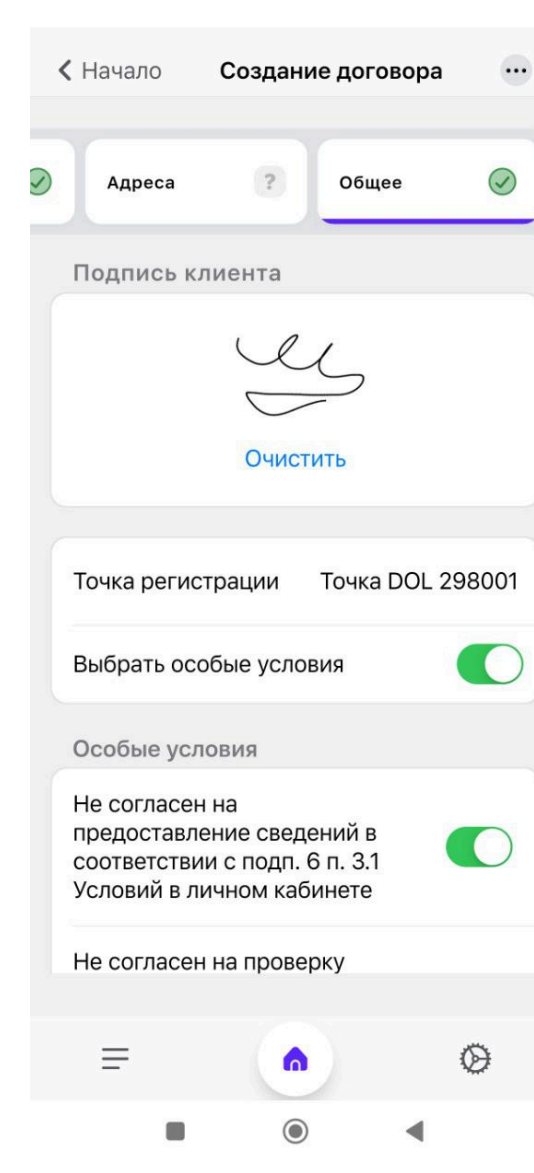 Начало Создание договора
Адреса ? Общее
Подпись клиента
Очистить
Точка регистрации Точка DOL 298001
Выбрать особые условия
Особые условия
Не согласен на
предоставление сведений в
соответствии с подп. 6 п. 3.1
Условий в личном кабинете
Не согласен на проверку